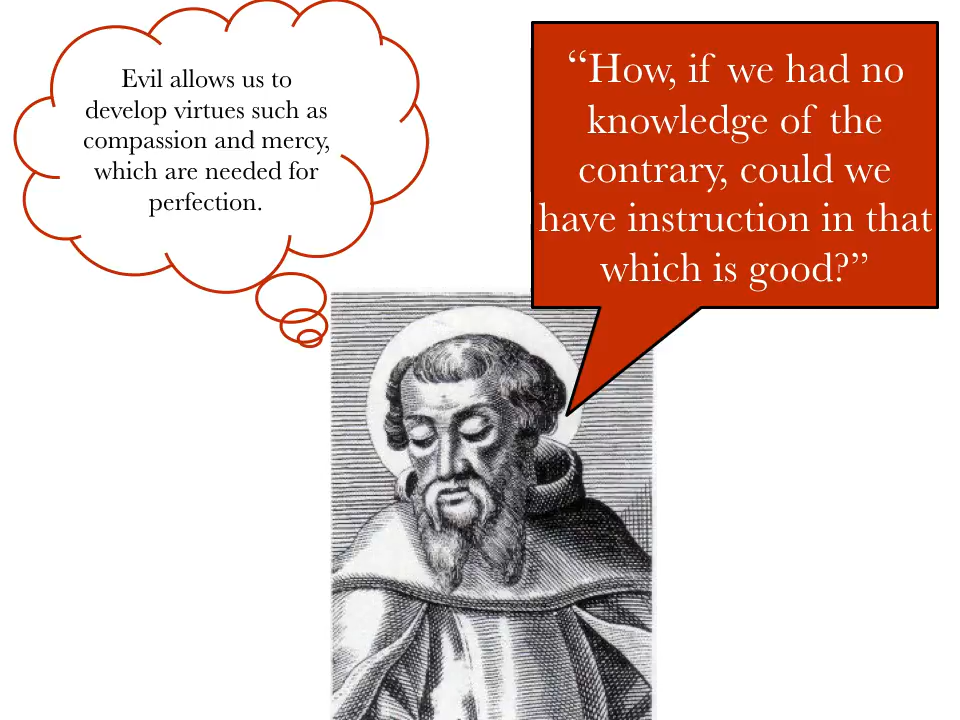 Evil allows us to
develop virtues such as
compassion and mercy,
which are needed for
perfection.
“How, if we had no
knowledge of the
contrary, could we
have instruction in that
which is good?”